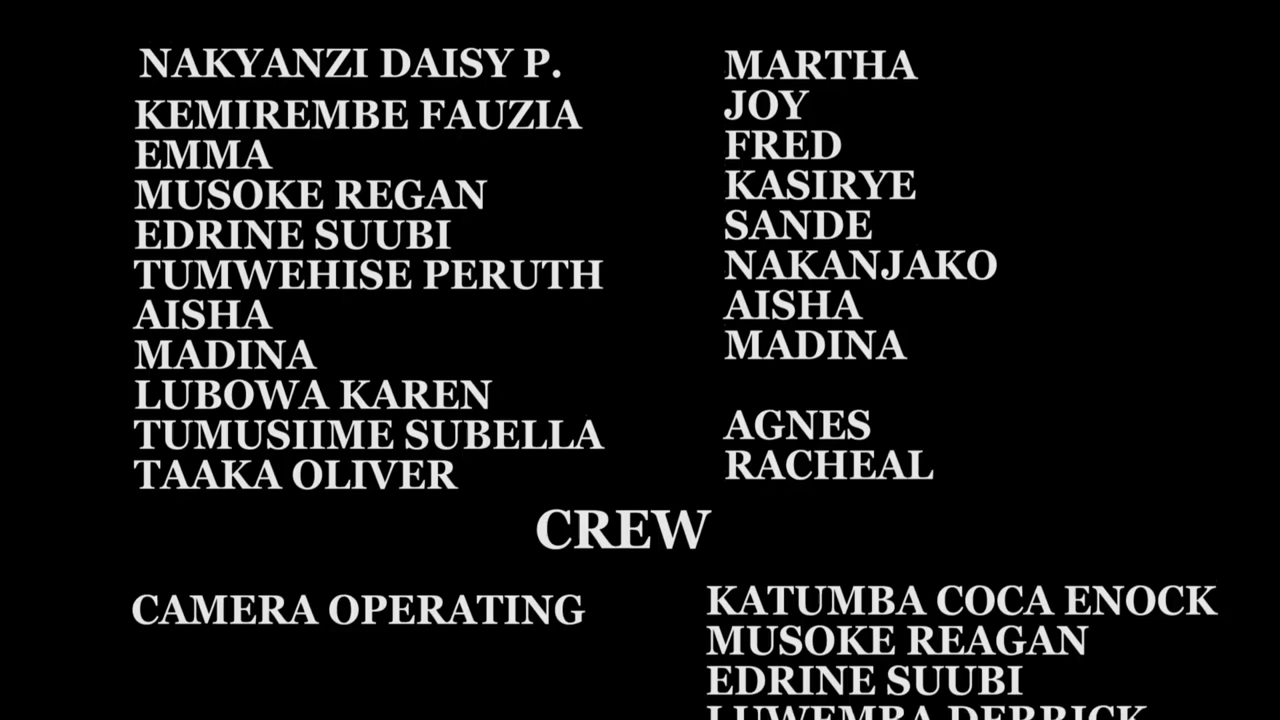 NAKYANZI DAISY P. MARTHA
KEMIREMBE FAUZIA JOY
EMMA FRED
MUSOKE REGAN KASIRYE
EDRINE SUUBI SANDE
TUMWEHISE PERUTH NAKANJAKO
AISHA AISHA
MADINA MADINA
LUBOWA KAREN
TUMUSIIME SUBELLA AGNES
TAAKA OLIVER RACHEAL
CREW
CAMERA OPERATING KATUMBA COCA ENOCK
MUSOKE REAGAN
EDRINE SUUBI
LUWEMBA DERRICK